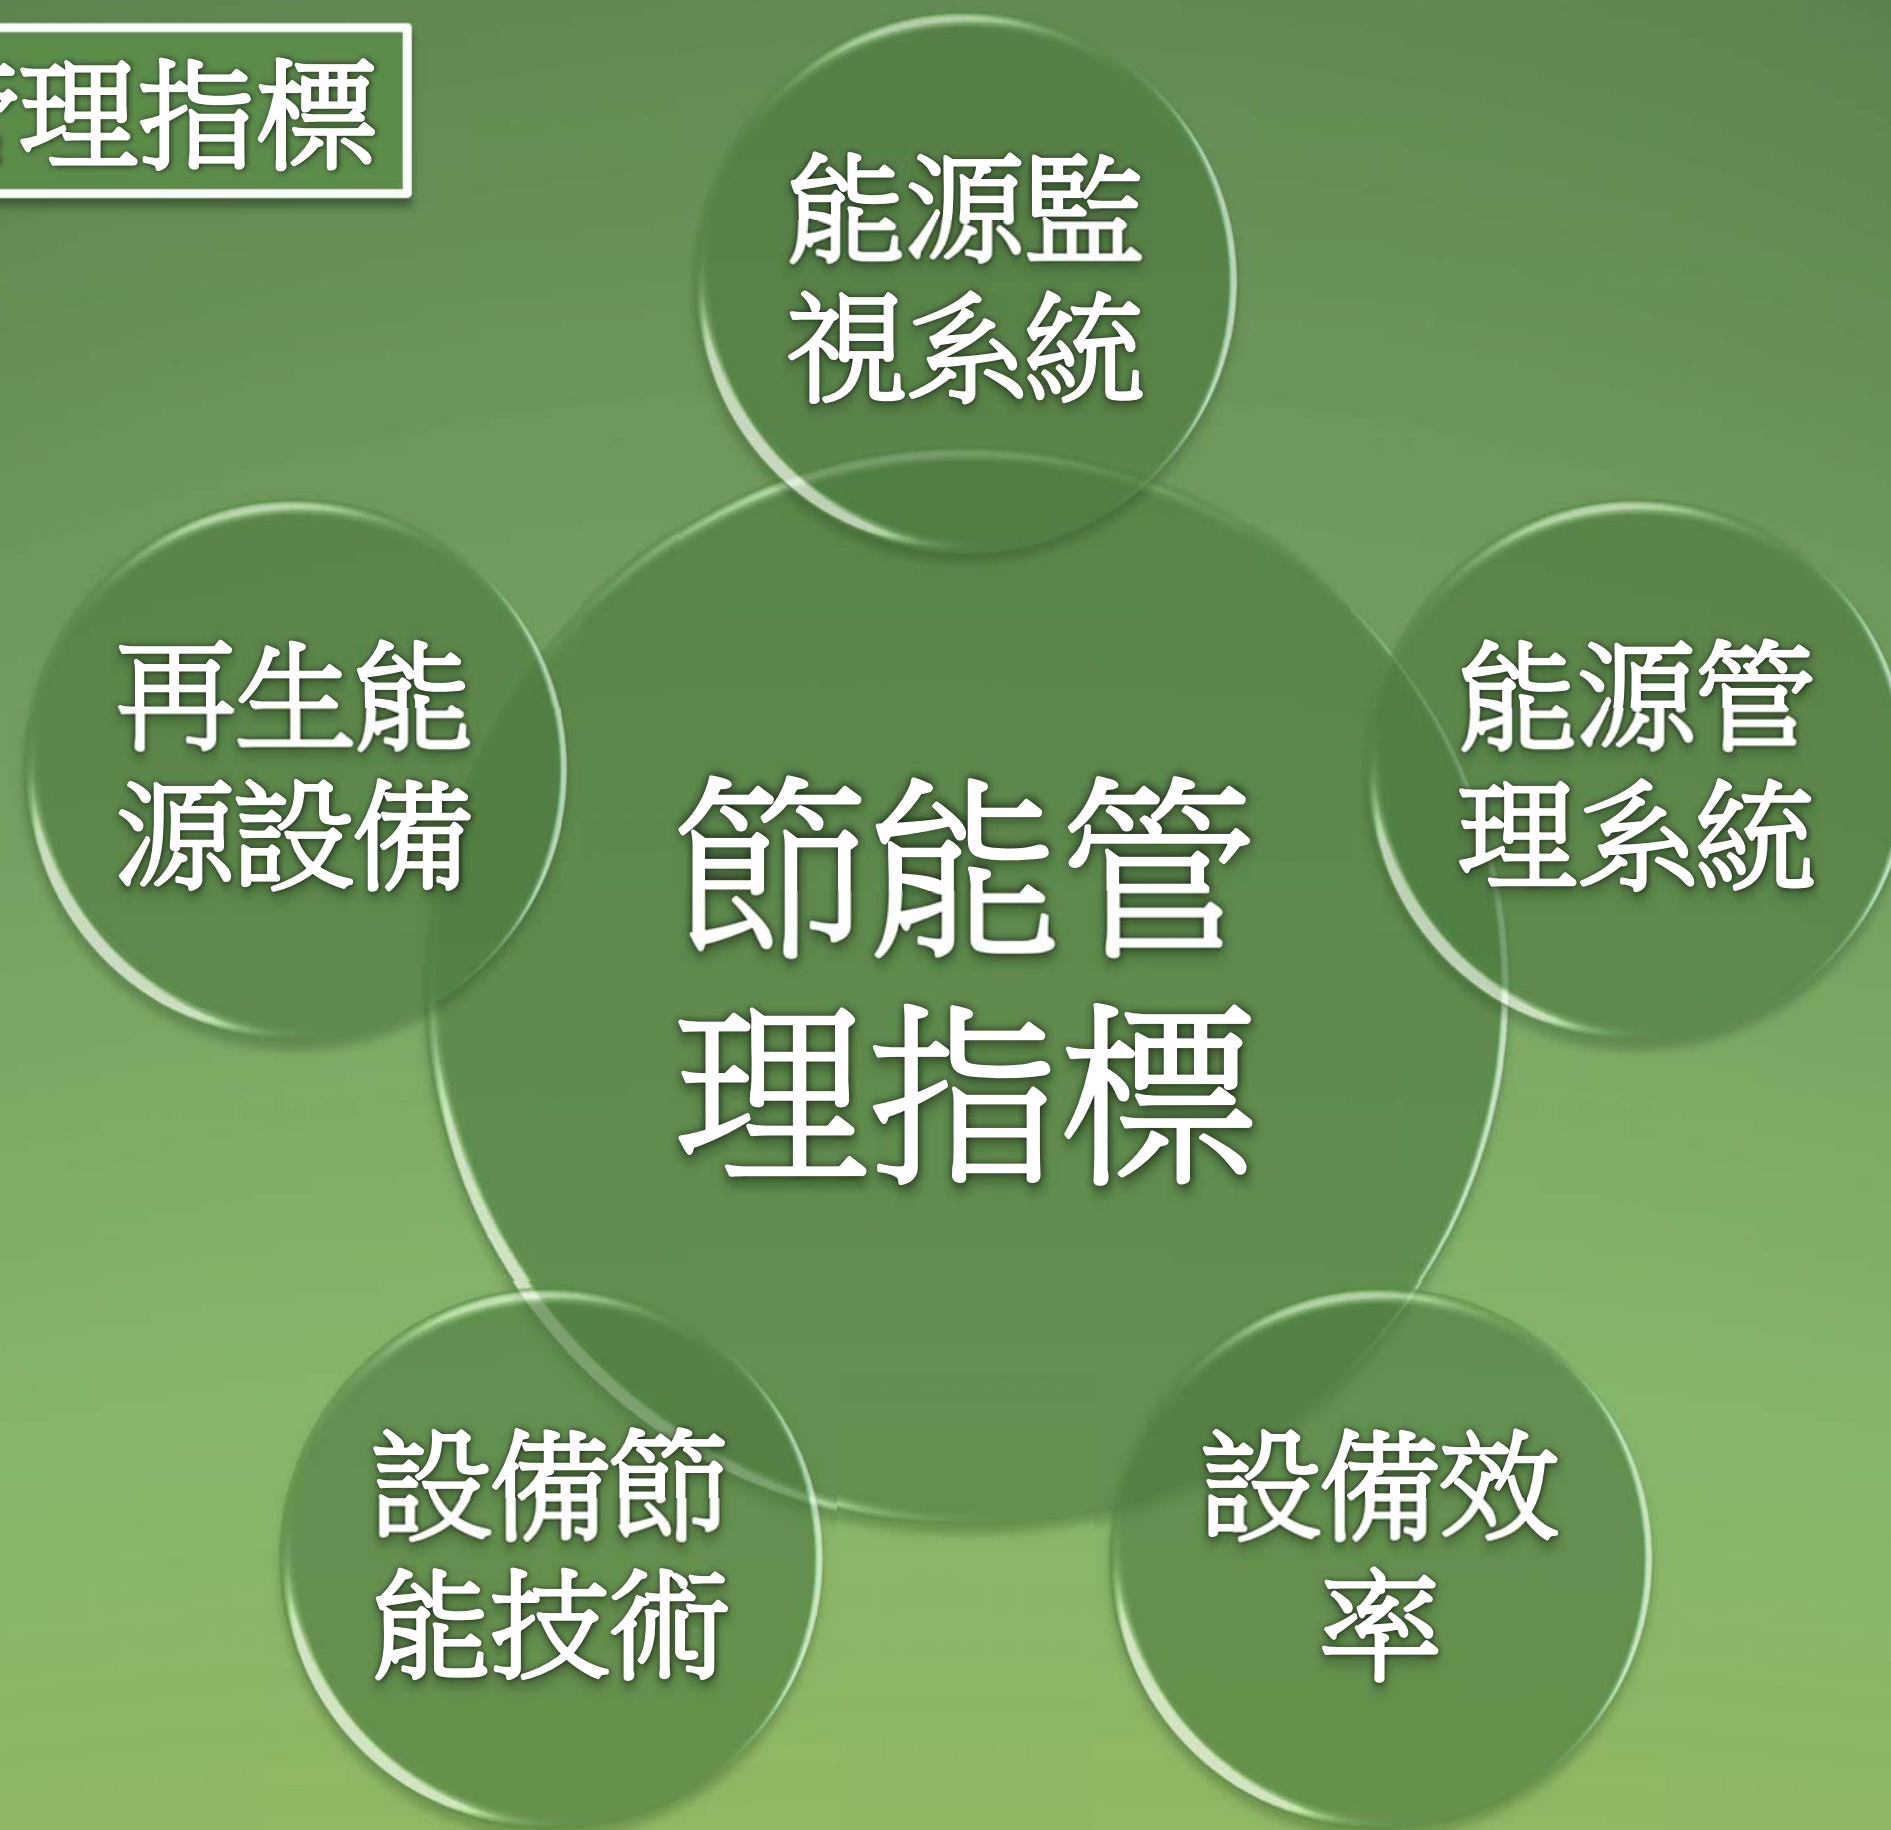 管理指標
能源監
視系統
再生能
源設備
能源管
理系統
節能管
理指標
設備節
能技術
設備效
率